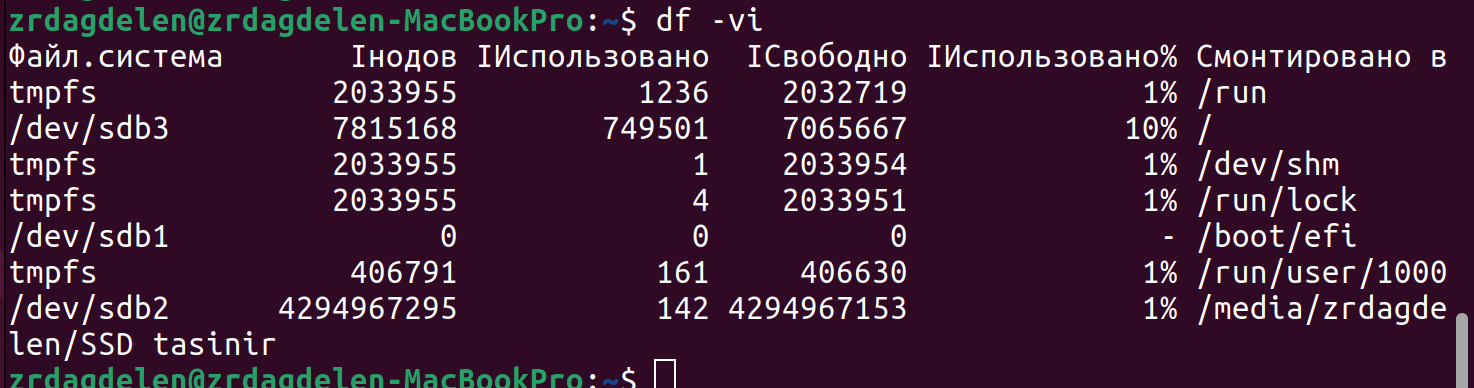 zrdagdelen@zrdagdelen-MacBookPro:~$ df -vi
Файл.система Iнодов IИспользовано IСвободно IИспользовано% Смонтировано в
tmpfs 2033955 1236 2032719 1% /run
/dev/sdb3 7815168 749501 7065667 10% /
tmpfs 2033955 1 2033954 1% /dev/shm
tmpfs 2033955 4 2033951 1% /run/lock
/dev/sdb1 0 0 0 - /boot/efi
tmpfs 406791 161 406630 1% /run/user/1000
/dev/sdb2 4294967295 142 4294967153 1% /media/zrdagde
len/SSD tasinir
zrdagdelen@zrdagdelen-MacBookPro:~$